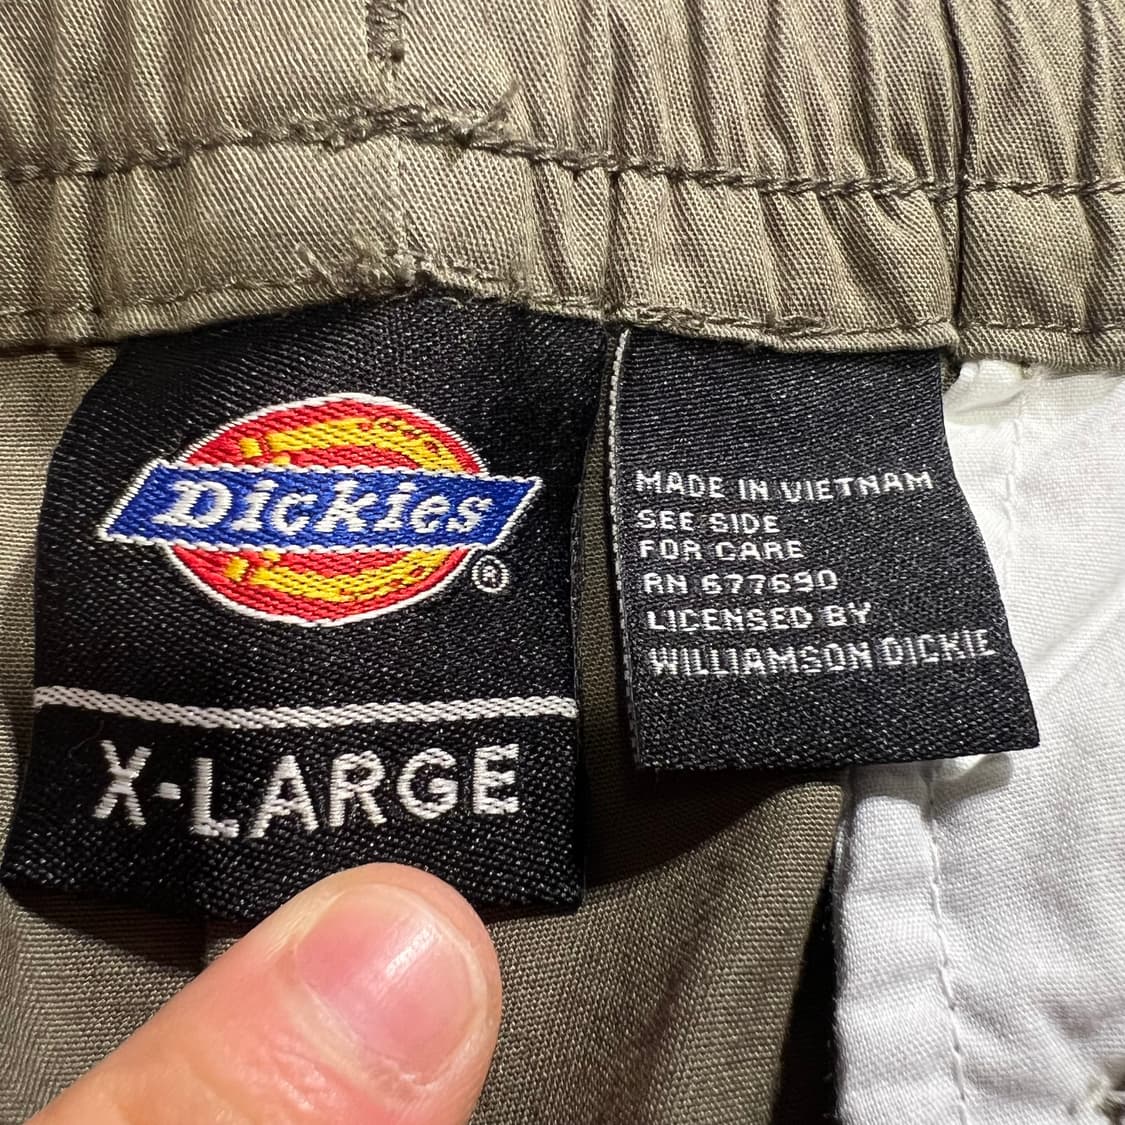 Dickies
®
X-LARGE
MADE IN VIETNAM
SEE SIDE
FOR CARE
RN 677690
LICENSED BY
WILLIAMSON DICKIE